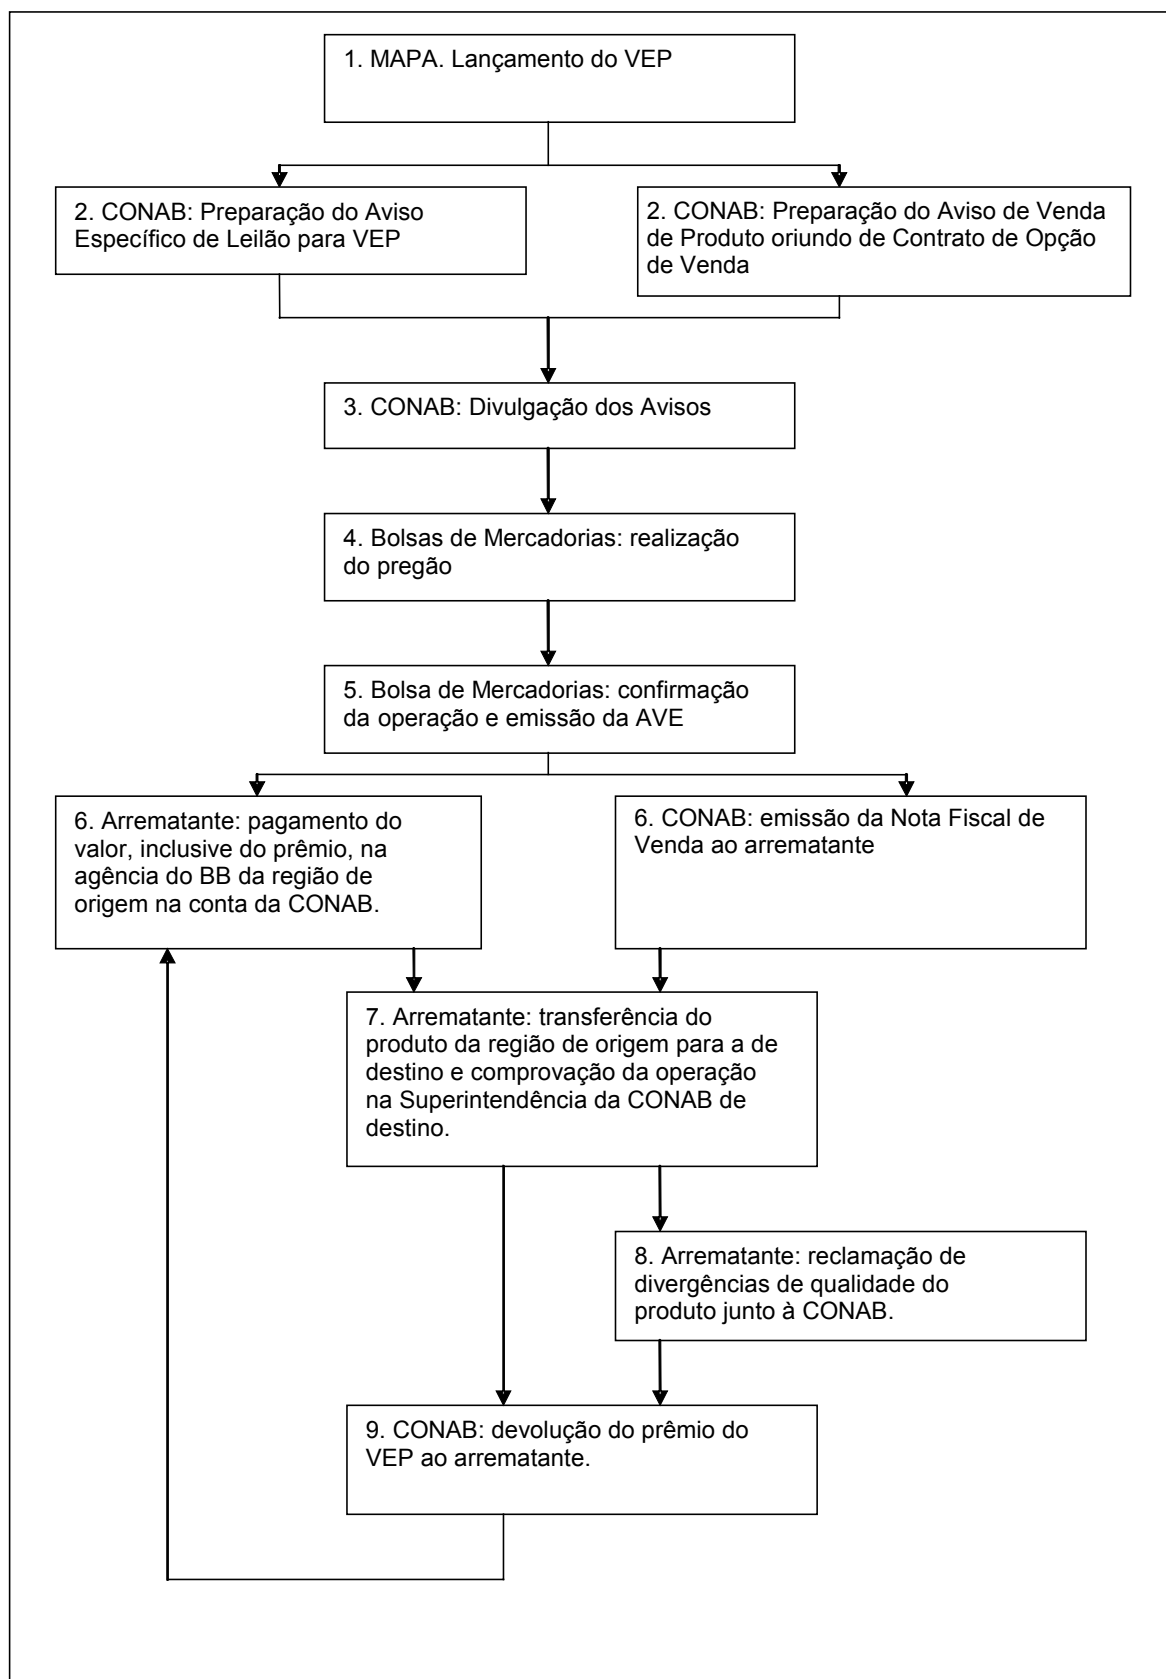 1. MAPA. Lançamento do VEP
2. CONAB: Preparação do Aviso
Específico de Leilão para VEP
2. CONAB: Preparação do Aviso de Venda
de Produto oriundo de Contrato de Opção
de Venda
3. CONAB: Divulgação dos Avisos
4. Bolsas de Mercadorias: realização
do pregão
5. Bolsa de Mercadorias: confirmação
da operação e emissão da AVE
6. Arrematante: pagamento do
valor, inclusive do prêmio, na
agência do BB da região de
origem na conta da CONAB.
6. CONAB: emissão da Nota Fiscal de
Venda ao arrematante
7. Arrematante: transferência do
produto da região de origem para a de
destino e comprovação da operação
na Superintendência da CONAB de
destino.
8. Arrematante: reclamação de
divergências de qualidade do
produto junto à CONAB.
9. CONAB: devolução do prêmio do
VEP ao arrematante.